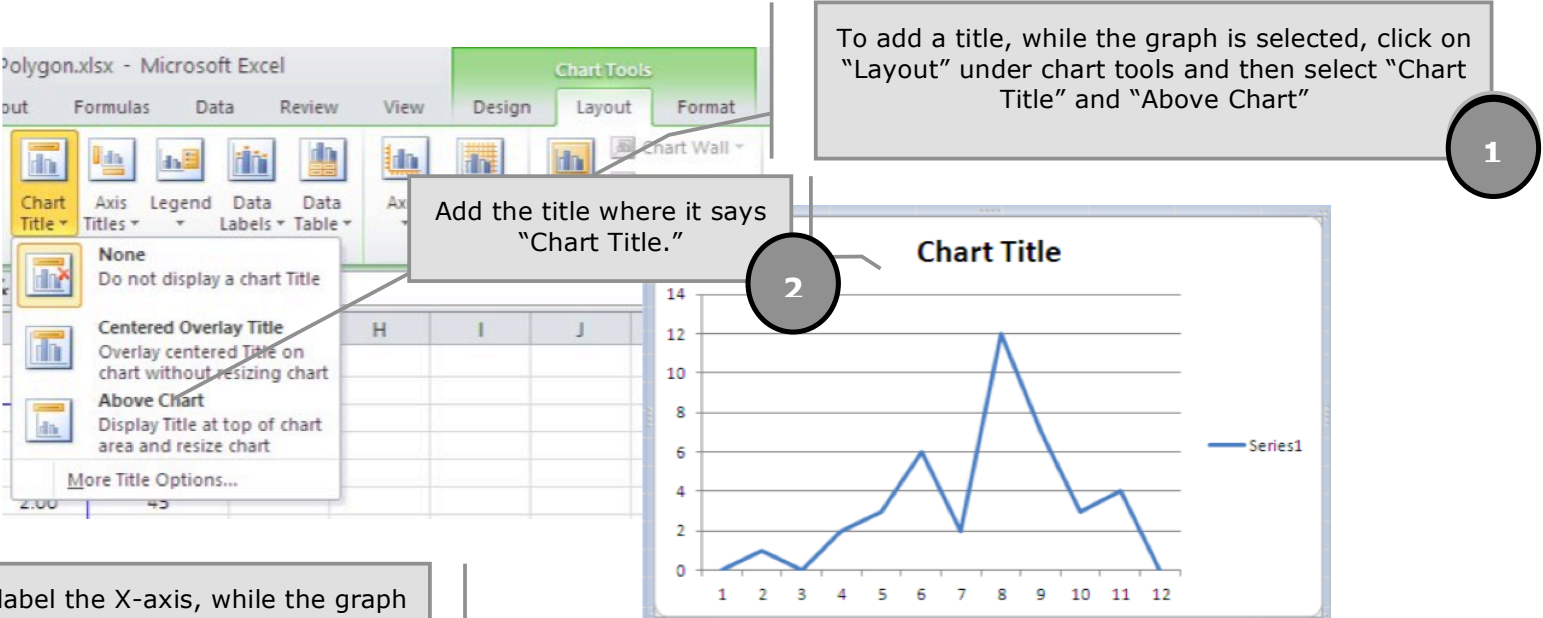 To add a title, while the graph is selected, click on
“Layout” under chart tools and then select “Chart
Title” and “Above Chart”
1
Polygon.xlsx - Microsoft Excel
Chart Tools
out Formulas Data Review View Design Layout Format
Chart Wall
Chart
Title
Axis
Titles
Legend
Data
Labels
Data
Table
None
Do not display a chart Title
Centered Overlay Title
Overlay centered Title on
chart without resizing chart
Above Chart
Display Title at top of chart
area and resize chart
More Title Options...
H I J
2.00 45
Add the title where it says
“Chart Title.”
2
Chart Title
14
12
10
8
6
4
2
0
1 2 3 4 5 6 7 8 9 10 11 12
Series1
label the X-axis, while the graph